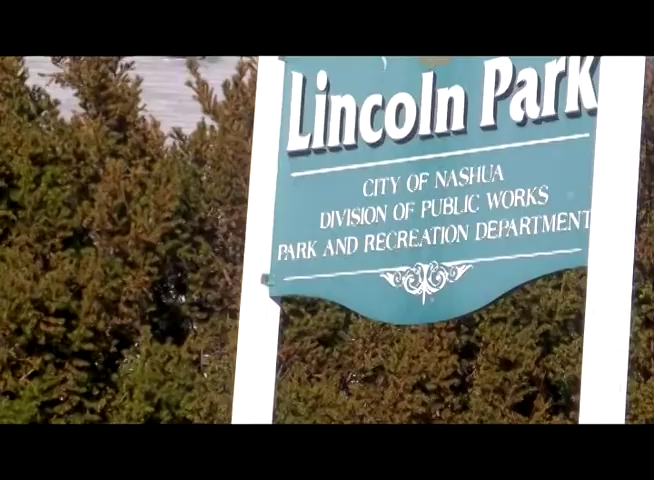 Lincoln Park
CITY OF NASHUA
DIVISION OF PUBLIC WORKS
PARK AND RECREATION DEPARTMENT